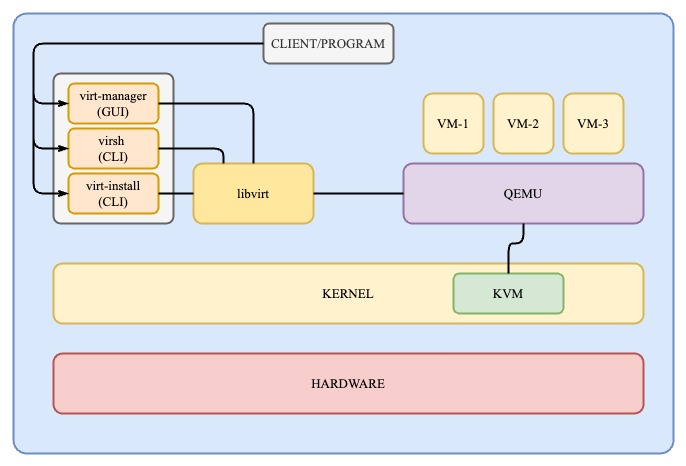 CLIENT/PROGRAM
virt-manager
(GUI)
virsh
(CLI)
virt-install
(CLI)
libvirt
VM-1
VM-2
VM-3
QEMU
KERNEL
KVM
HARDWARE